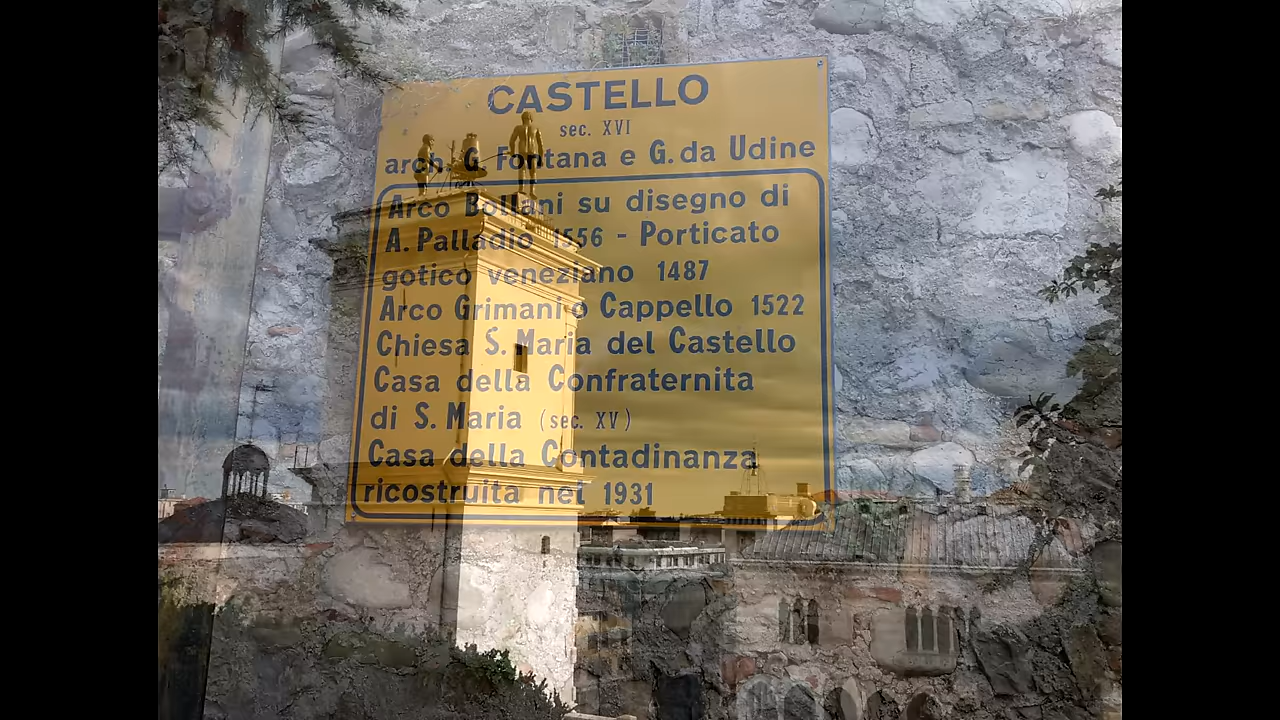 CASTELLO
sec. XVI
arch. G. Fontana e G. da Udine
Arco Bollani su disegno di
A. Palladio 1556 - Porticato
gotico veneziano 1487
Arco Grimani o Cappello 1522
Chiesa S. Maria del Castello
Casa della Confraternita
di S. Maria (sec. XV)
Casa della Contadinanza
ricostruita nel 1931